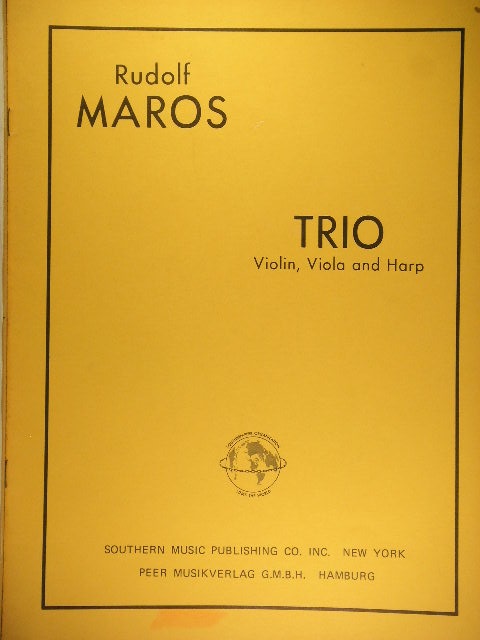 Rudolf
MAROS
TRIO
Violin, Viola and Harp
SOUTHERN MUSIC PUBLISHING CO. INC. NEW YORK
PEER MUSIKVERLAG G.M.B.H. HAMBURG